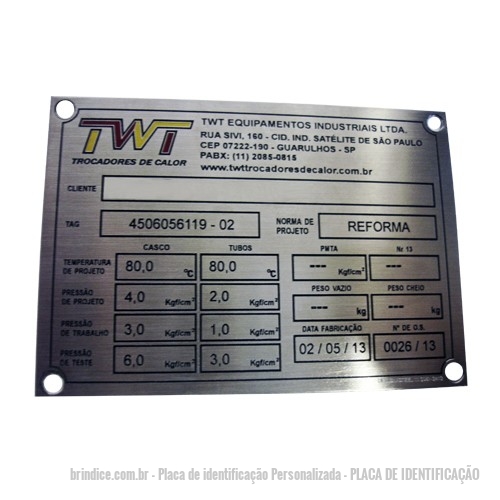 TWT
TROCADORES DE CALOR
TWT EQUIPAMENTOS INDUSTRIAIS LTDA.
RUA SIVI, 160 - CID. IND. SATÉLITE DE SÃO PAULO
CEP 07222-190 - GUARULHOS - SP
PABX: (11) 2085-0815
www.twttrocadoresdecalor.com.br
CLIENTE
TAG 4506056119 - 02 NORMA DE PROJETO REFORMA
CASCO TUBOS PMTA Nr 13
TEMPERATURA DE PROJETO 80,0 ºC 80,0 ºC --- Kgf/cm² ---
PRESSÃO DE PROJETO 4,0 Kgf/cm² 2,0 Kgf/cm² PESO VAZIO --- kg PESO CHEIO --- kg
PRESSÃO DE TRABALHO 3,0 Kgf/cm² 1,0 Kgf/cm² DATA FABRICAÇÃO Nº DE O.S.
PRESSÃO DE TESTE 6,0 Kgf/cm² 3,0 Kgf/cm² 02 / 05 / 13 0026 / 13
brindice.com.br - Placa de identificação Personalizada - PLACA DE IDENTIFICAÇÃO